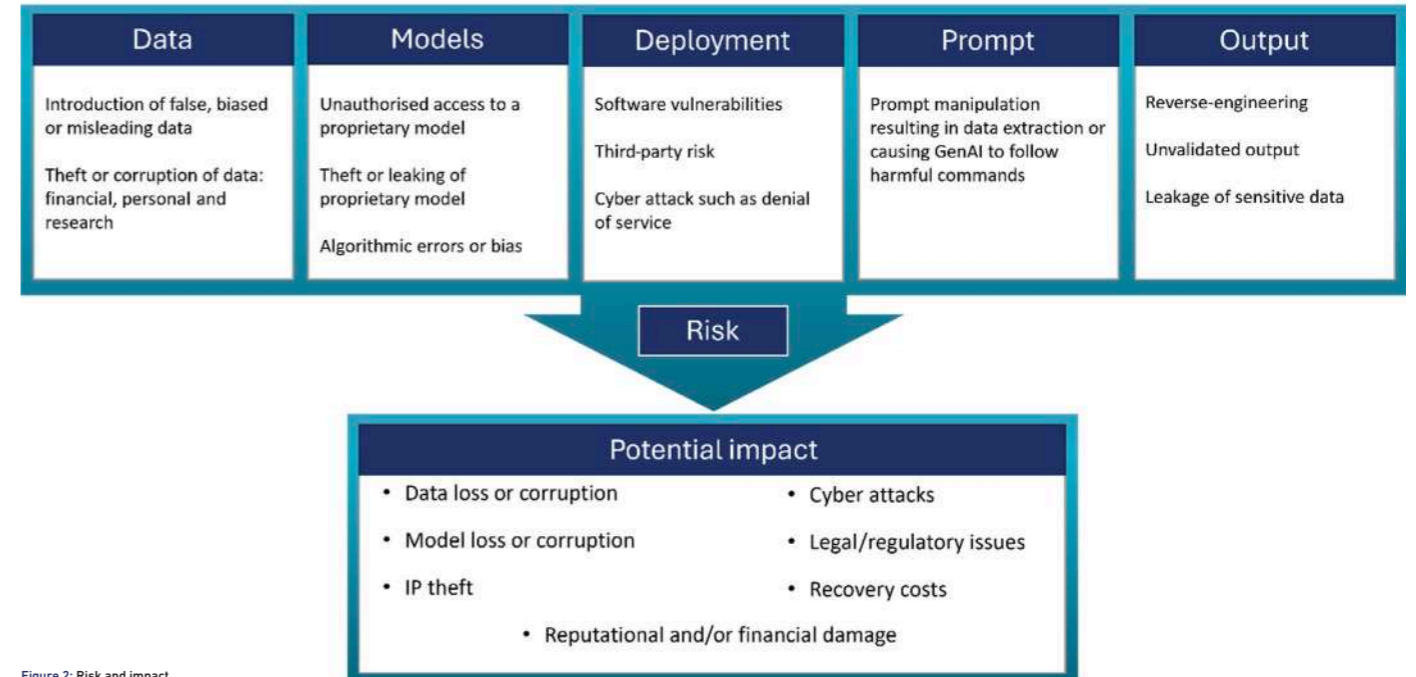 Data
Introduction of false, biased
or misleading data
Theft or corruption of data:
financial, personal and
research
Models
Unauthorised access to a
proprietary model
Theft or leaking of
proprietary model
Algorithmic errors or bias
Deployment
Software vulnerabilities
Third-party risk
Cyber attack such as denial
of service
Prompt
Prompt manipulation
resulting in data extraction or
causing GenAI to follow
harmful commands
Output
Reverse-engineering
Unvalidated output
Leakage of sensitive data
Risk
Potential impact
• Data loss or corruption
• Model loss or corruption
• IP theft
• Cyber attacks
• Legal/regulatory issues
• Recovery costs
• Reputational and/or financial damage
Figure 2: Risk and impact